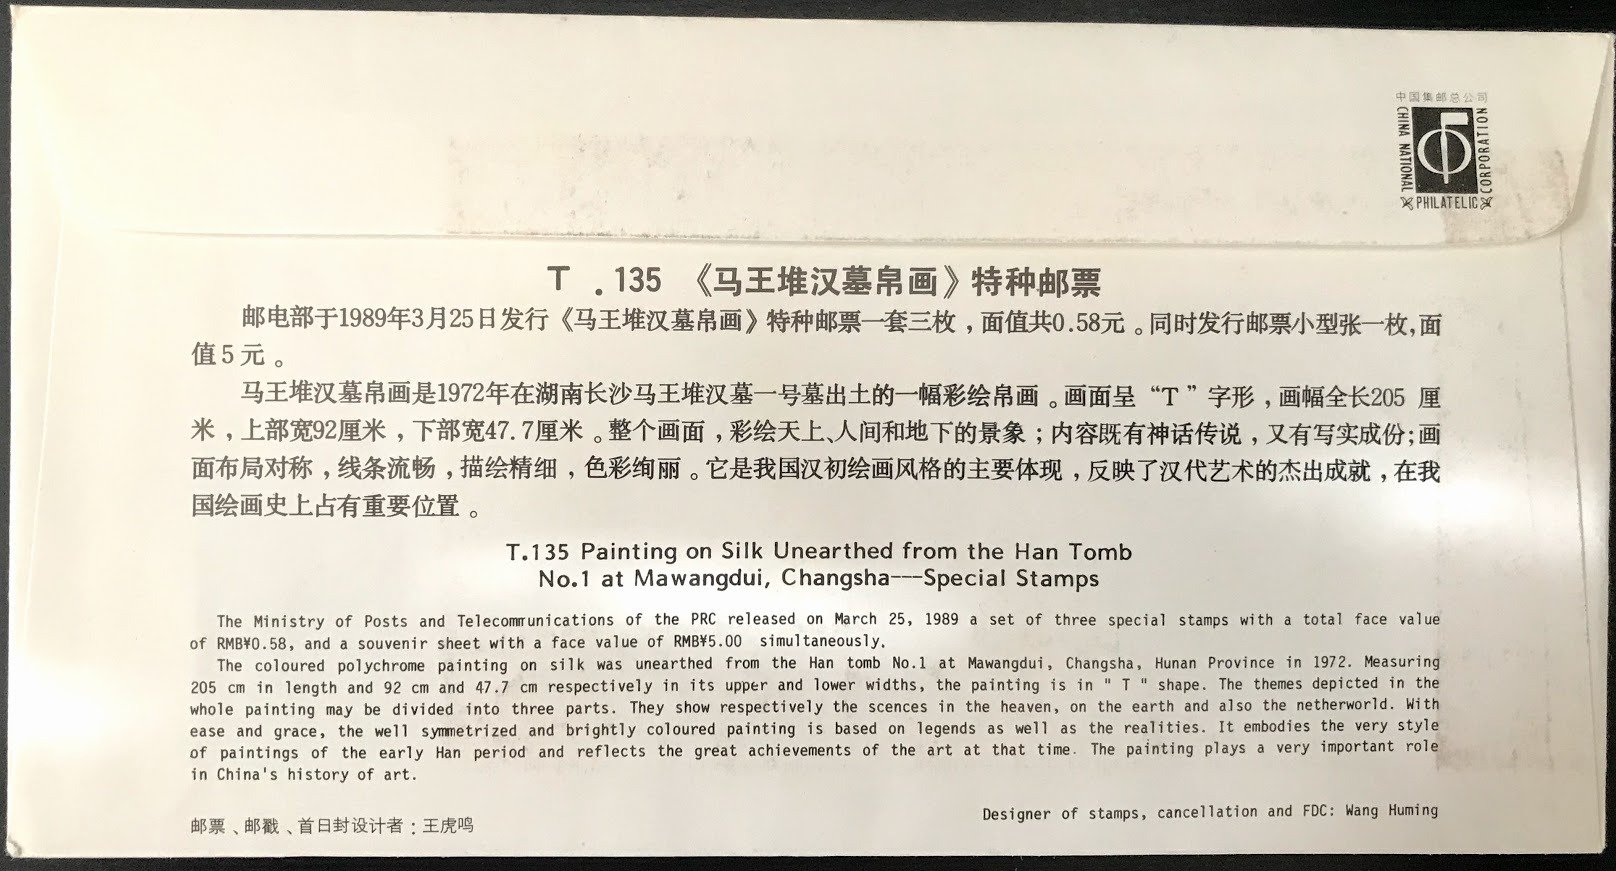 中国集邮总公司
CHINA NATIONAL
PHILATELIC
CORPORATION
T.135 《马王堆汉墓帛画》特种邮票
邮电部于1989年3月25日发行《马王堆汉墓帛画》特种邮票一套三枚，面值共0.58元。同时发行邮票小型张一枚,面
值5元。
马王堆汉墓帛画是1972年在湖南长沙马王堆汉墓一号墓出土的一幅彩绘帛画。画面呈“T”字形，画幅全长205 厘
米，上部宽92厘米，下部宽47.7厘米。整个画面，彩绘天上、人间和地下的景象；内容既有神话传说，又有写实成份；画
面布局对称，线条流畅，描绘精细，色彩绚丽。它是我国汉初绘画风格的主要体现，反映了汉代艺术的杰出成就，在我
国绘画史上占有重要位置。
T.135 Painting on Silk Unearthed from the Han Tomb
No.1 at Mawangdui, Changsha---Special Stamps
The Ministry of Posts and Telecommunications of the PRC released on March 25, 1989 a set of three special stamps with a total face value
of RMB¥0.58, and a souvenir sheet with a face value of RMB¥5.00 simultaneously.
The coloured polychrome painting on silk was unearthed from the Han tomb No.1 at Mawangdui, Changsha, Hunan Province in 1972. Measuring
205 cm in length and 92 cm and 47.7 cm respectively in its upper and lower widths, the painting is in " T " shape. The themes depicted in the
whole painting may be divided into three parts. They show respectively the scences in the heaven, on the earth and also the netherworld. With
ease and grace, the well symmetrized and brightly coloured painting is based on legends as well as the realities. It embodies the very style
of paintings of the early Han period and reflects the great achievements of the art at that time. The painting plays a very important role
in China's history of art.
邮票、邮戳、首日封设计者：王虎鸣
Designer of stamps, cancellation and FDC: Wang Huming